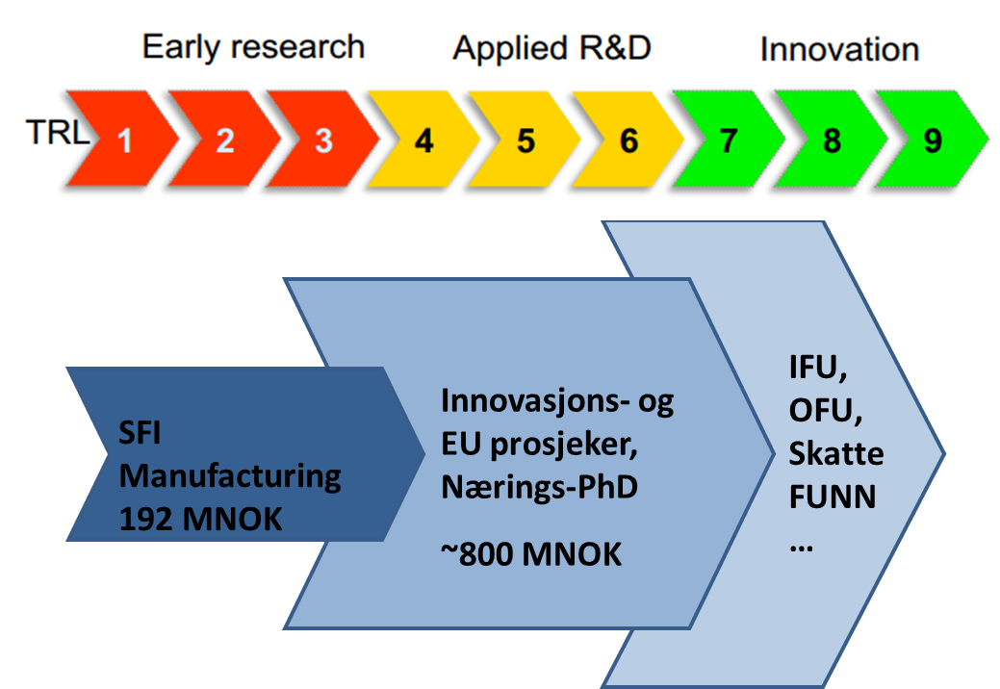 Early research
Applied R&D
Innovation
TRL 1 2 3 4 5 6 7 8 9
SFI
Manufacturing
192 MNOK
Innovasjons- og
EU prosjeker,
Nærings-PhD
~800 MNOK
IFU,
OFU,
Skatte
FUNN
...